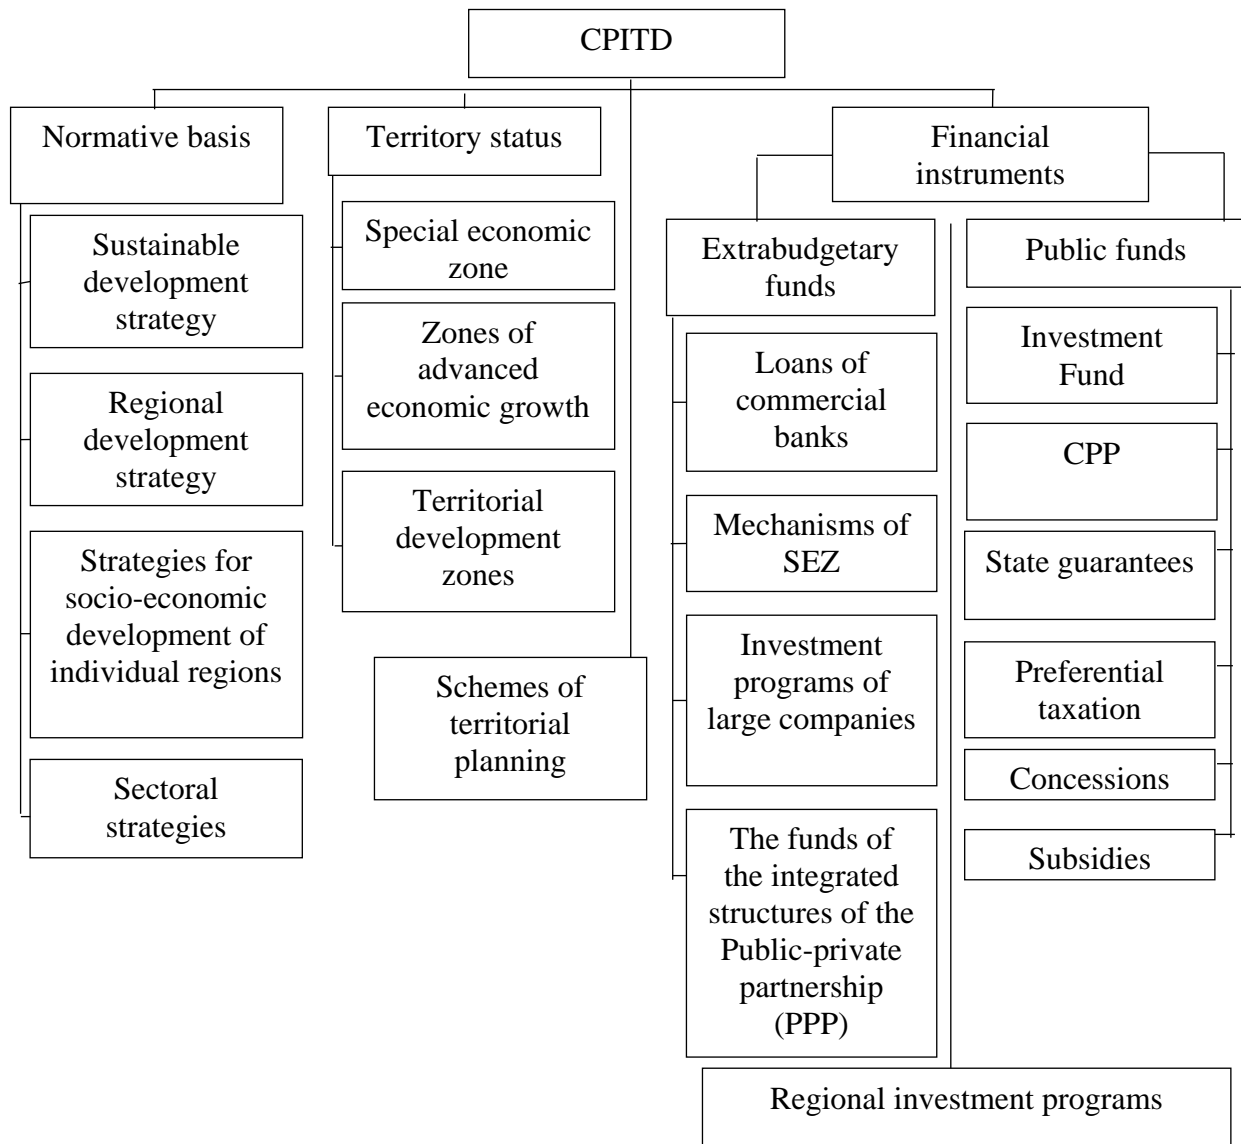 CPITD
Normative basis
Territory status
Financial
instruments
Sustainable
development
strategy
Regional
development
strategy
Strategies for
socio-economic
development of
individual regions
Sectoral
strategies
Special economic
zone
Zones of
advanced
economic growth
Territorial
development
zones
Schemes of
territorial
planning
Extrabudgetary
funds
Loans of
commercial
banks
Mechanisms of
SEZ
Investment
programs of
large companies
The funds of
the integrated
structures of the
Public-private
partnership
(PPP)
Public funds
Investment
Fund
CPP
State guarantees
Preferential
taxation
Concessions
Subsidies
Regional investment programs